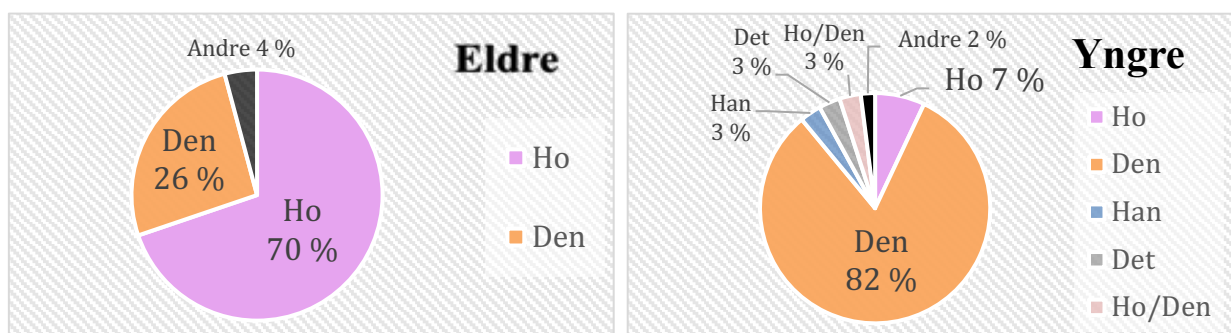 Eldre
Andre 4 %
Den
26 %
Ho
70 %
Ho
Den
Yngre
Det
3 %
Ho/Den
3 %
Andre 2 %
Ho 7 %
Han
3 %
Den
82 %
Ho
Den
Han
Det
Ho/Den